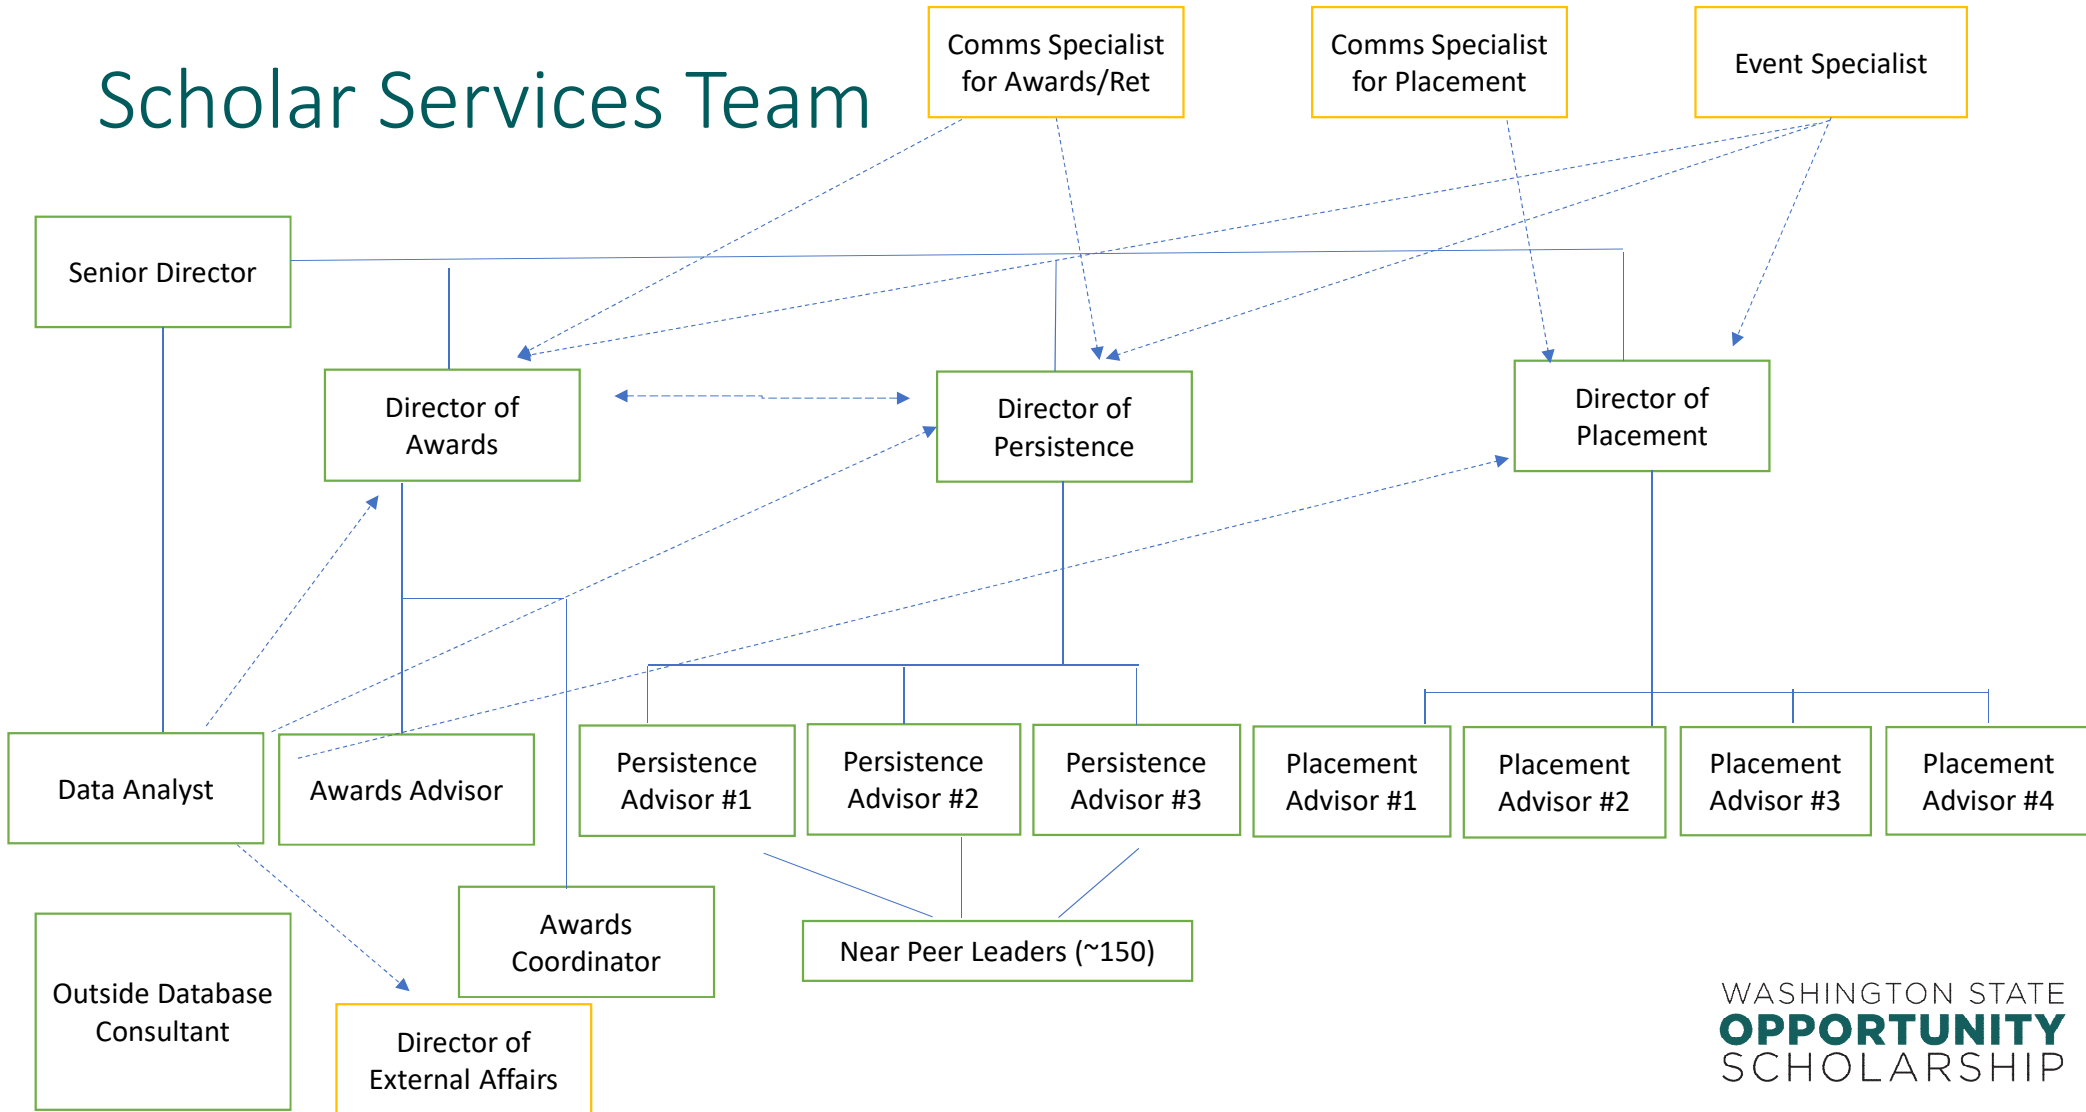 Scholar Services Team
Comms Specialist
for Awards/Ret
Comms Specialist
for Placement
Event Specialist
Senior Director
Director of
Awards
Director of
Persistence
Director of
Placement
Data Analyst
Awards Advisor
Persistence
Advisor #1
Persistence
Advisor #2
Persistence
Advisor #3
Placement
Advisor #1
Placement
Advisor #2
Placement
Advisor #3
Placement
Advisor #4
Outside Database
Consultant
Awards
Coordinator
Near Peer Leaders (~150)
Director of
External Affairs
WASHINGTON STATE
OPPORTUNITY
SCHOLARSHIP